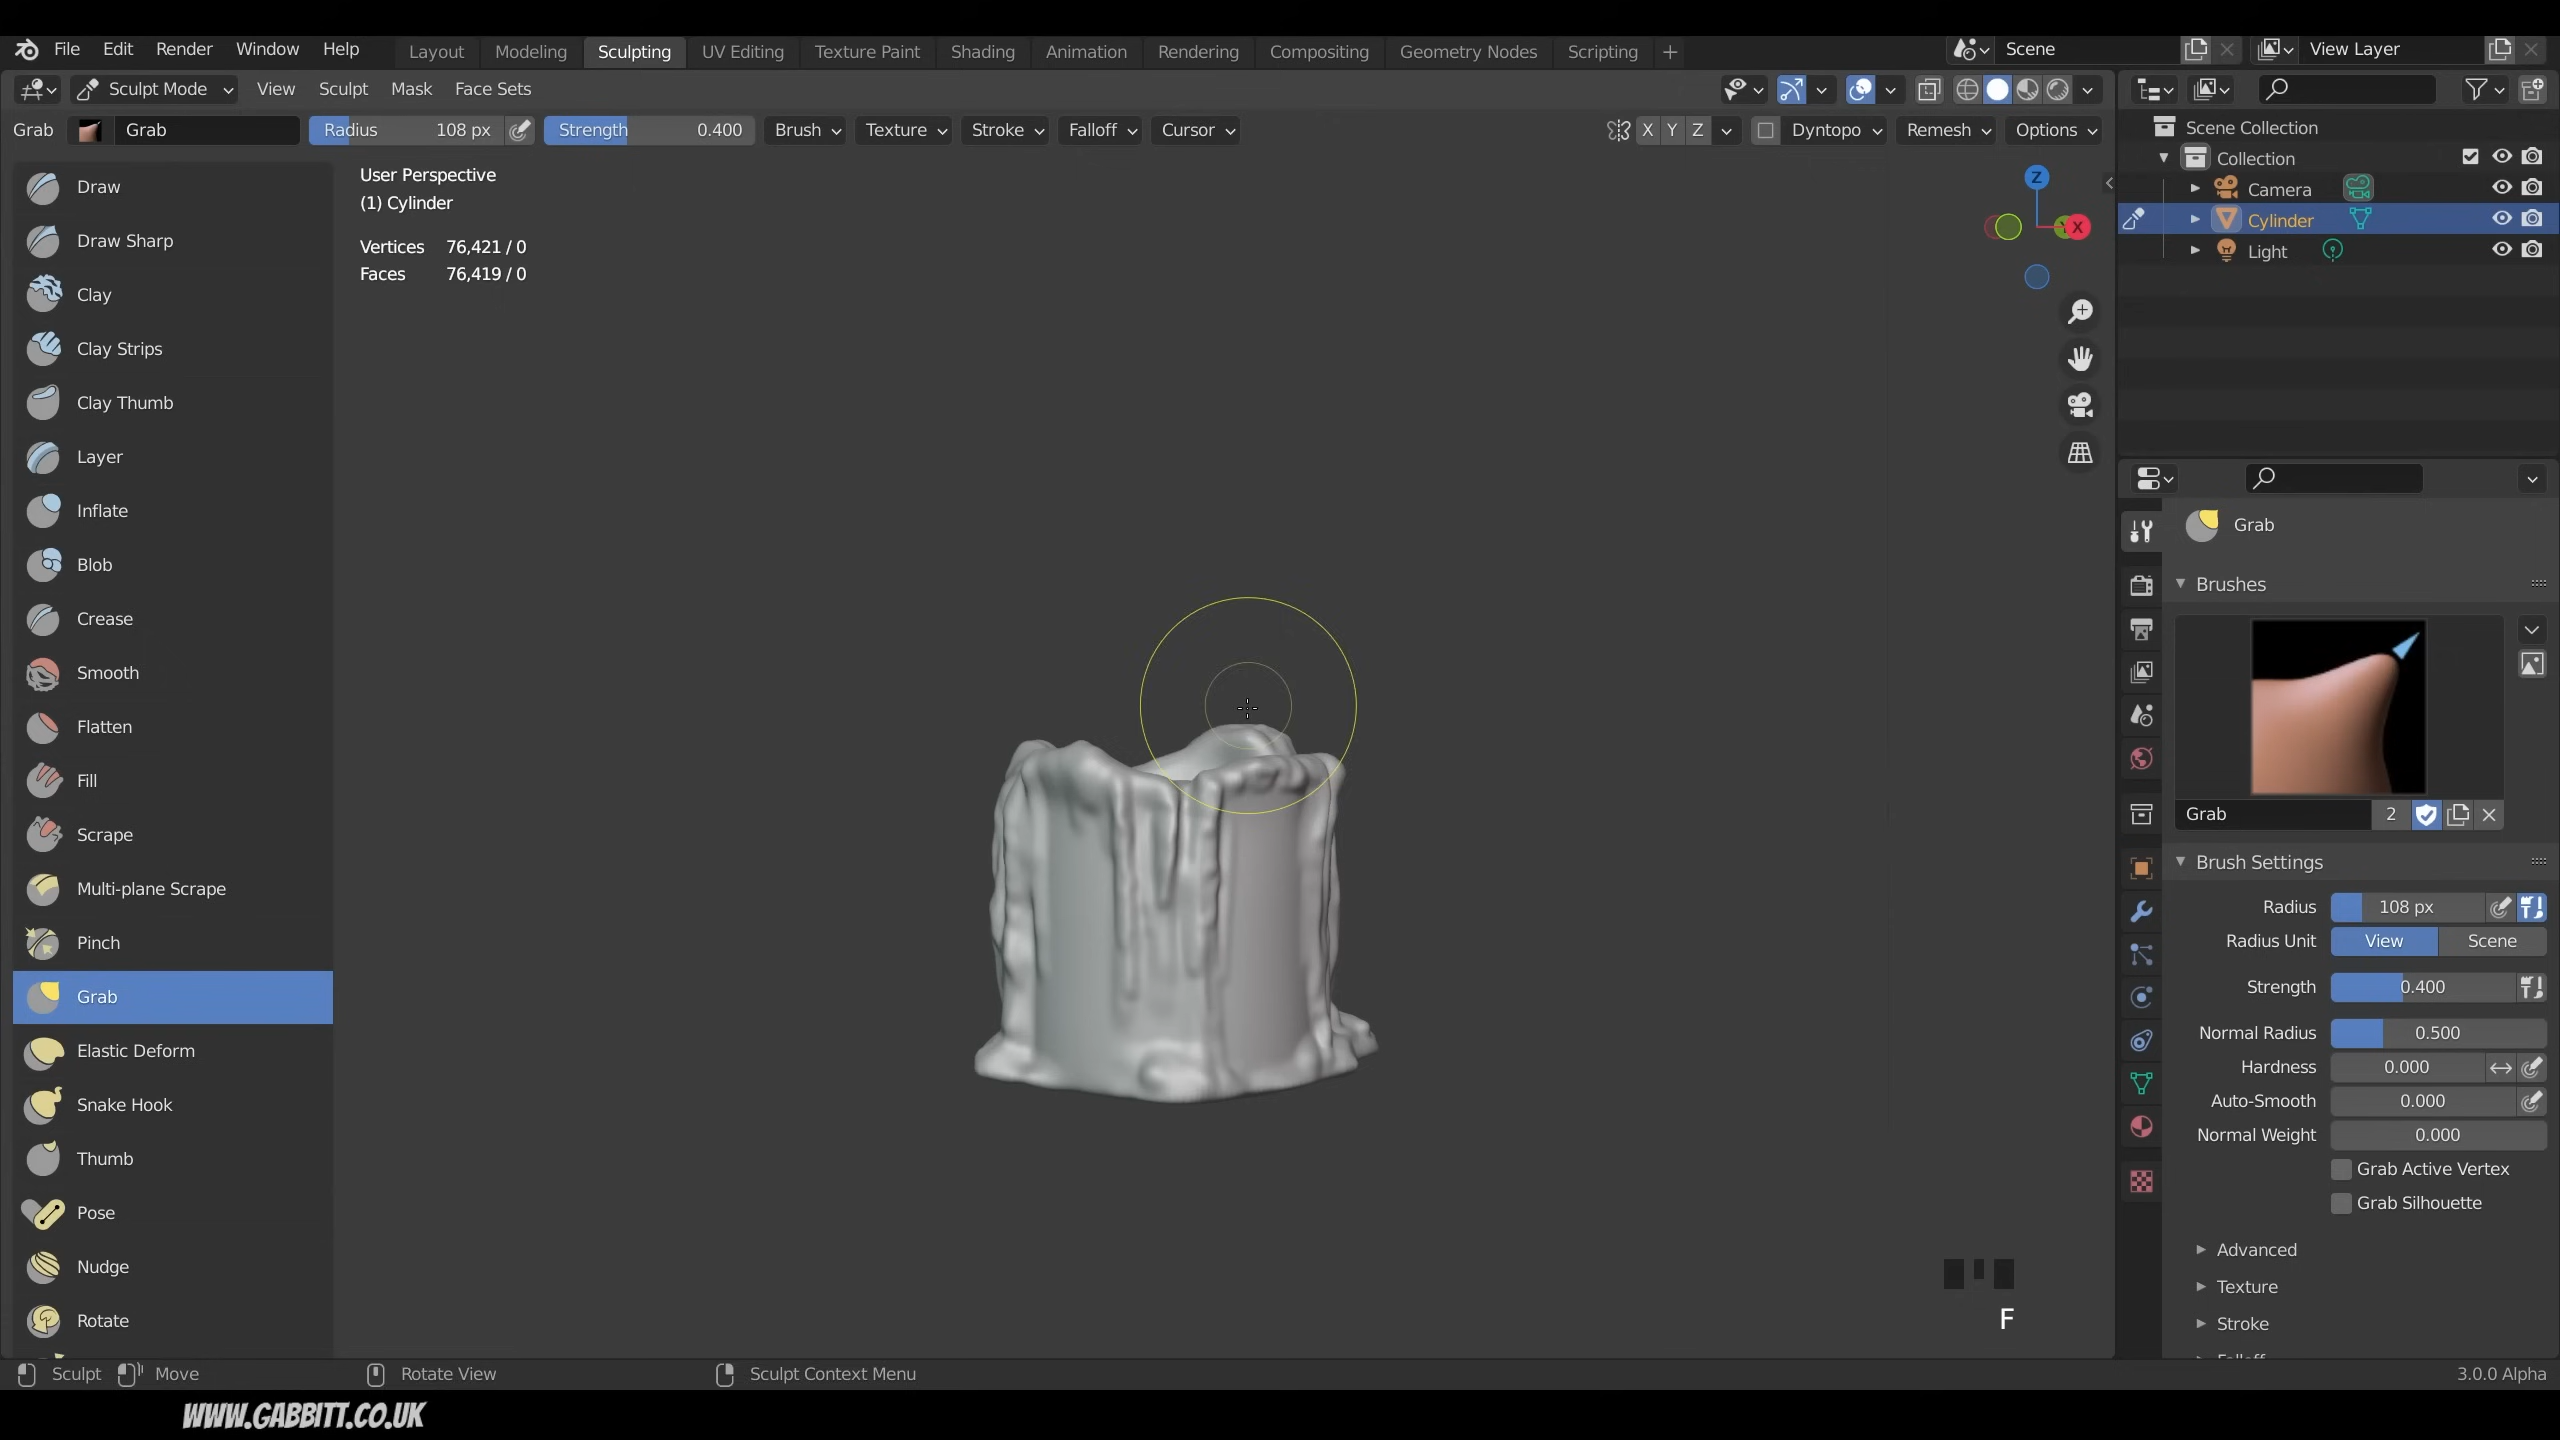 File Edit Render Window Help Layout Modeling Sculpting UV Editing Texture Paint Shading Animation Rendering Compositing Geometry Nodes Scripting + Scene View Layer
Sculpt Mode View Sculpt Mask Face Sets
Grab Grab Radius 108 px Strength 0.400 Brush Texture Stroke Falloff Cursor X Y Z Dyntopo Remesh Options
Draw
Draw Sharp
Clay
Clay Strips
Clay Thumb
Layer
Inflate
Blob
Crease
Smooth
Flatten
Fill
Scrape
Multi-plane Scrape
Pinch
Grab
Elastic Deform
Snake Hook
Thumb
Pose
Nudge
Rotate
User Perspective
(1) Cylinder
Vertices 76,421 / 0
Faces 76,419 / 0
Z
X
F
Scene Collection
Collection
Camera
Cylinder
Light
Grab
Brushes
Grab 2
Brush Settings
Radius 108 px
Radius Unit View Scene
Strength 0.400
Normal Radius 0.500
Hardness 0.000
Auto-Smooth 0.000
Normal Weight 0.000
Grab Active Vertex
Grab Silhouette
Advanced
Texture
Stroke
Sculpt Move Rotate View Sculpt Context Menu 3.0.0 Alpha
WWW.GABBITT.CO.UK